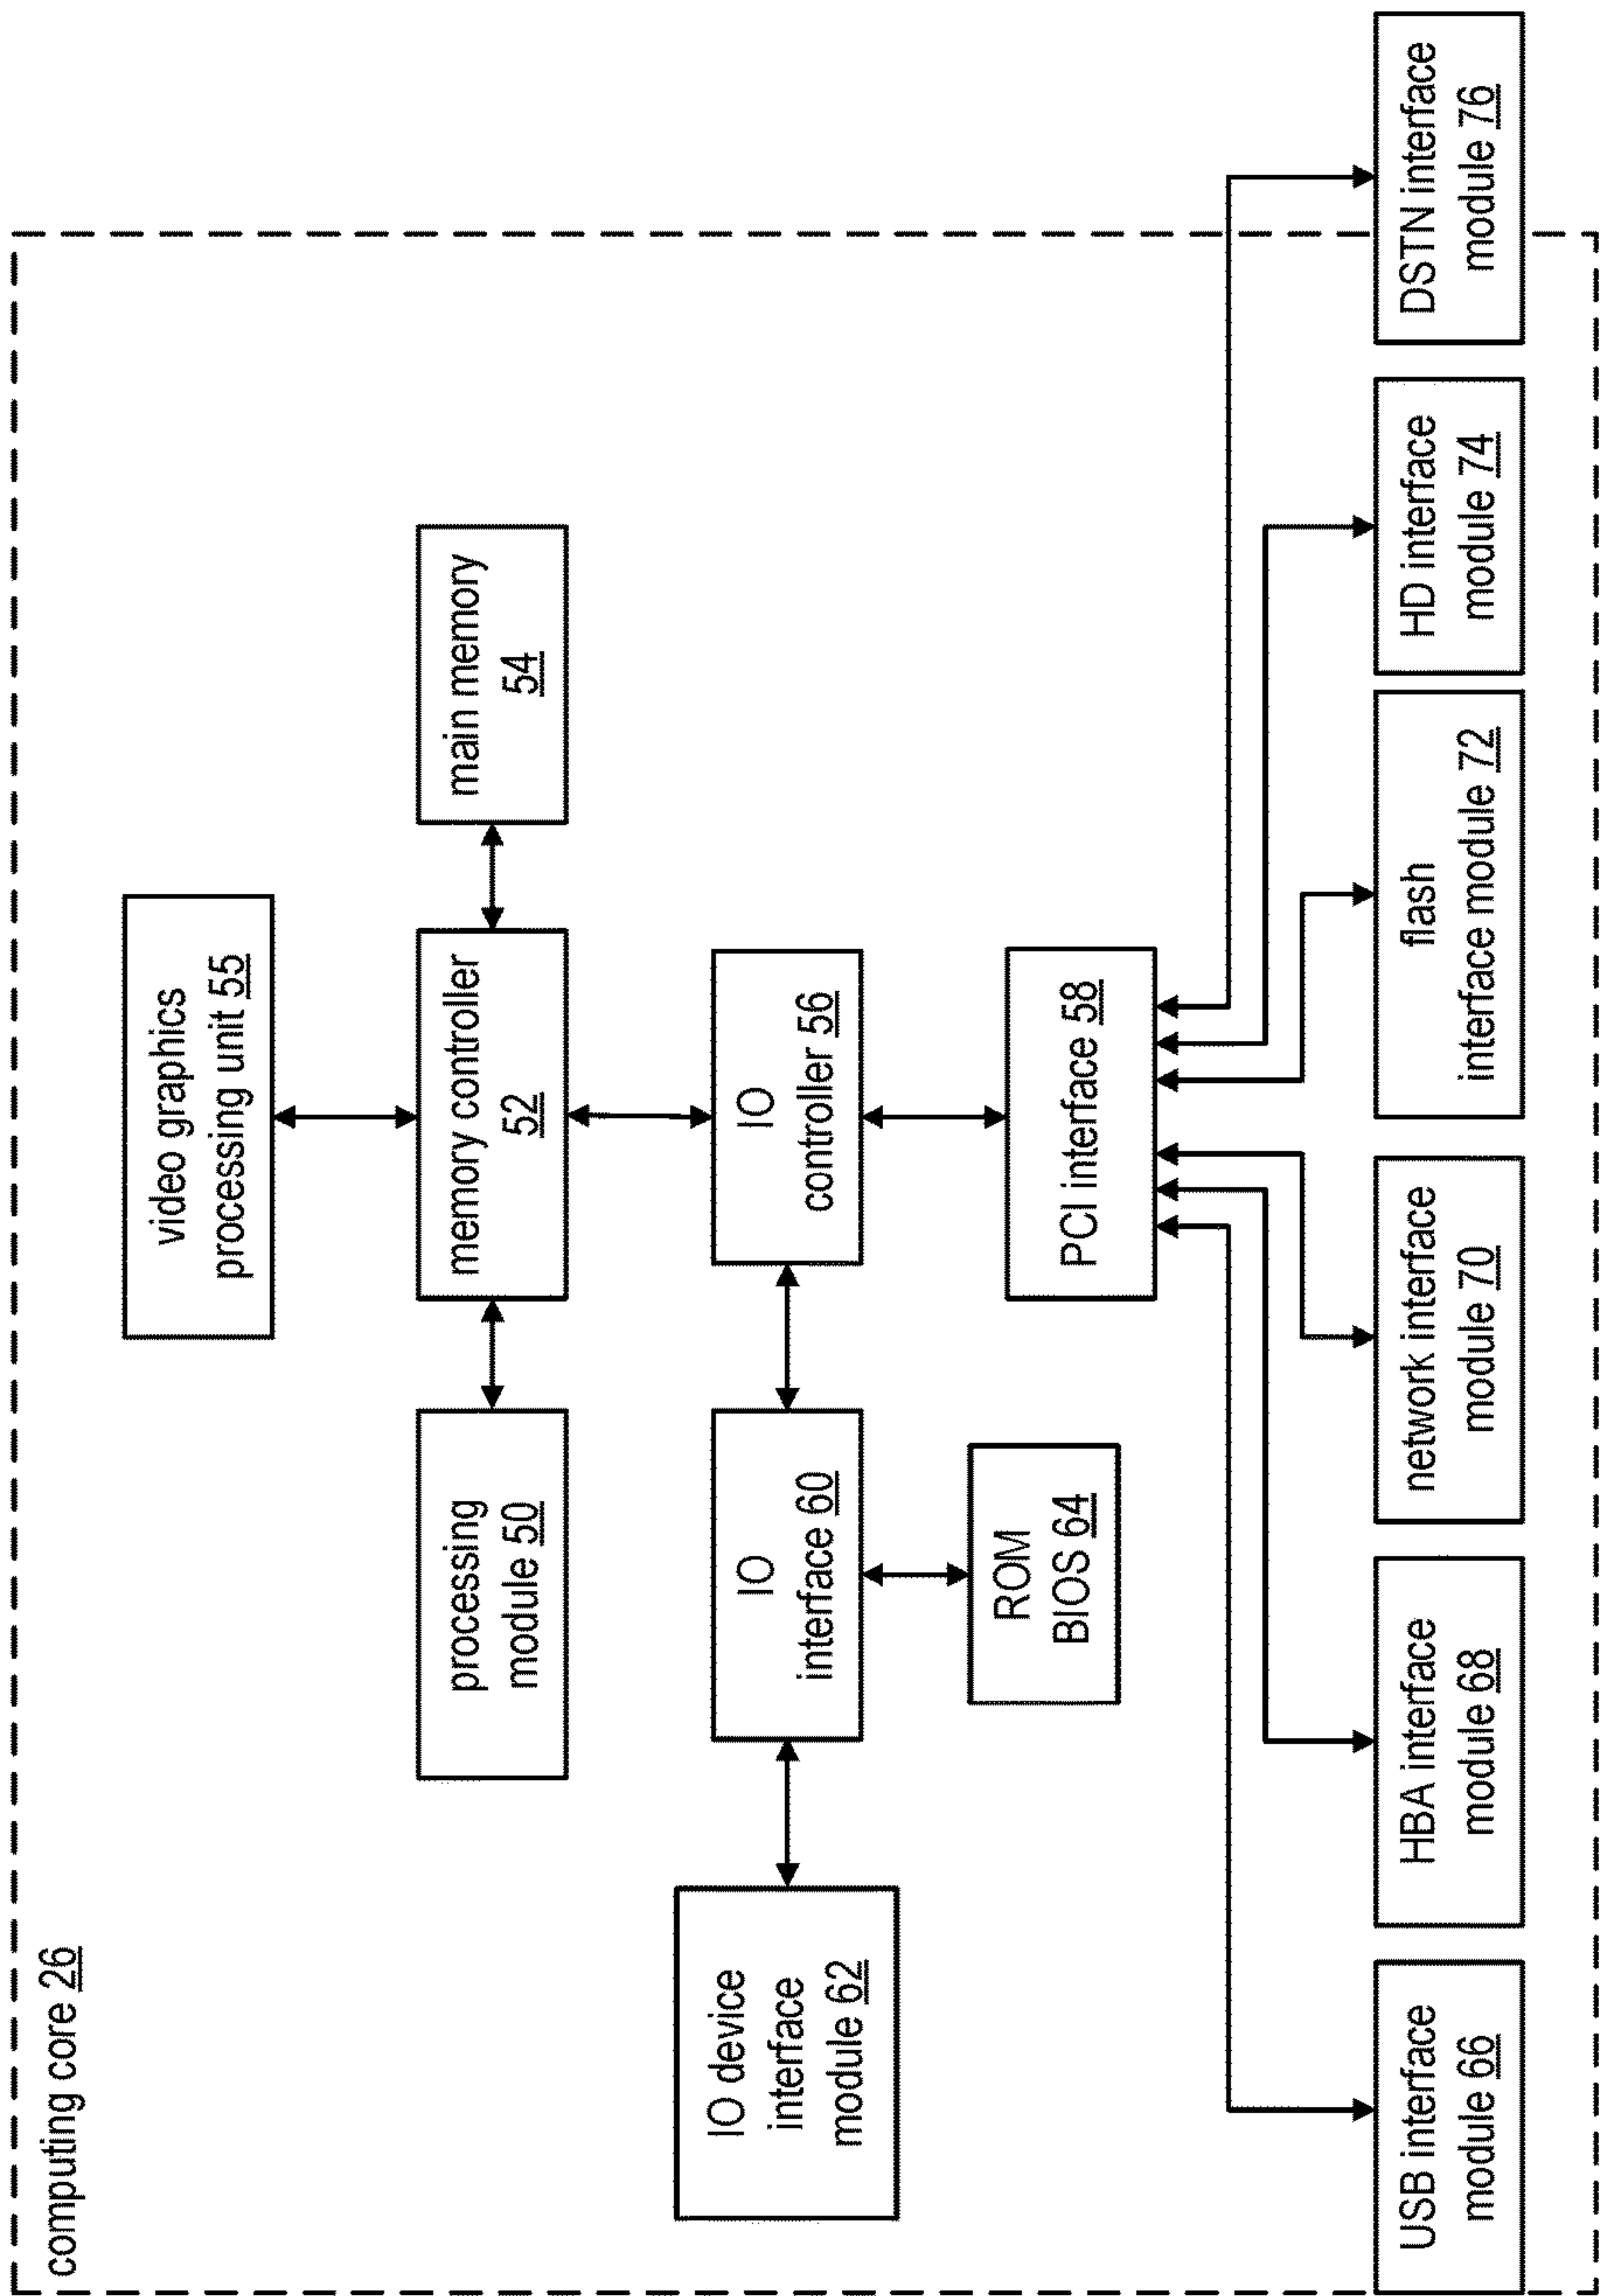 computing core 26
video graphics
processing unit 55
processing
module 50
memory controller
52
main memory
54
IO device
interface
module 62
IO
interface 60
IO
controller 56
ROM
BIOS 64
PCI interface 58
USB interface
module 66
HBA interface
module 68
network interface
module 70
flash
interface module 72
HD interface
module 74
DSTN interface
module 76